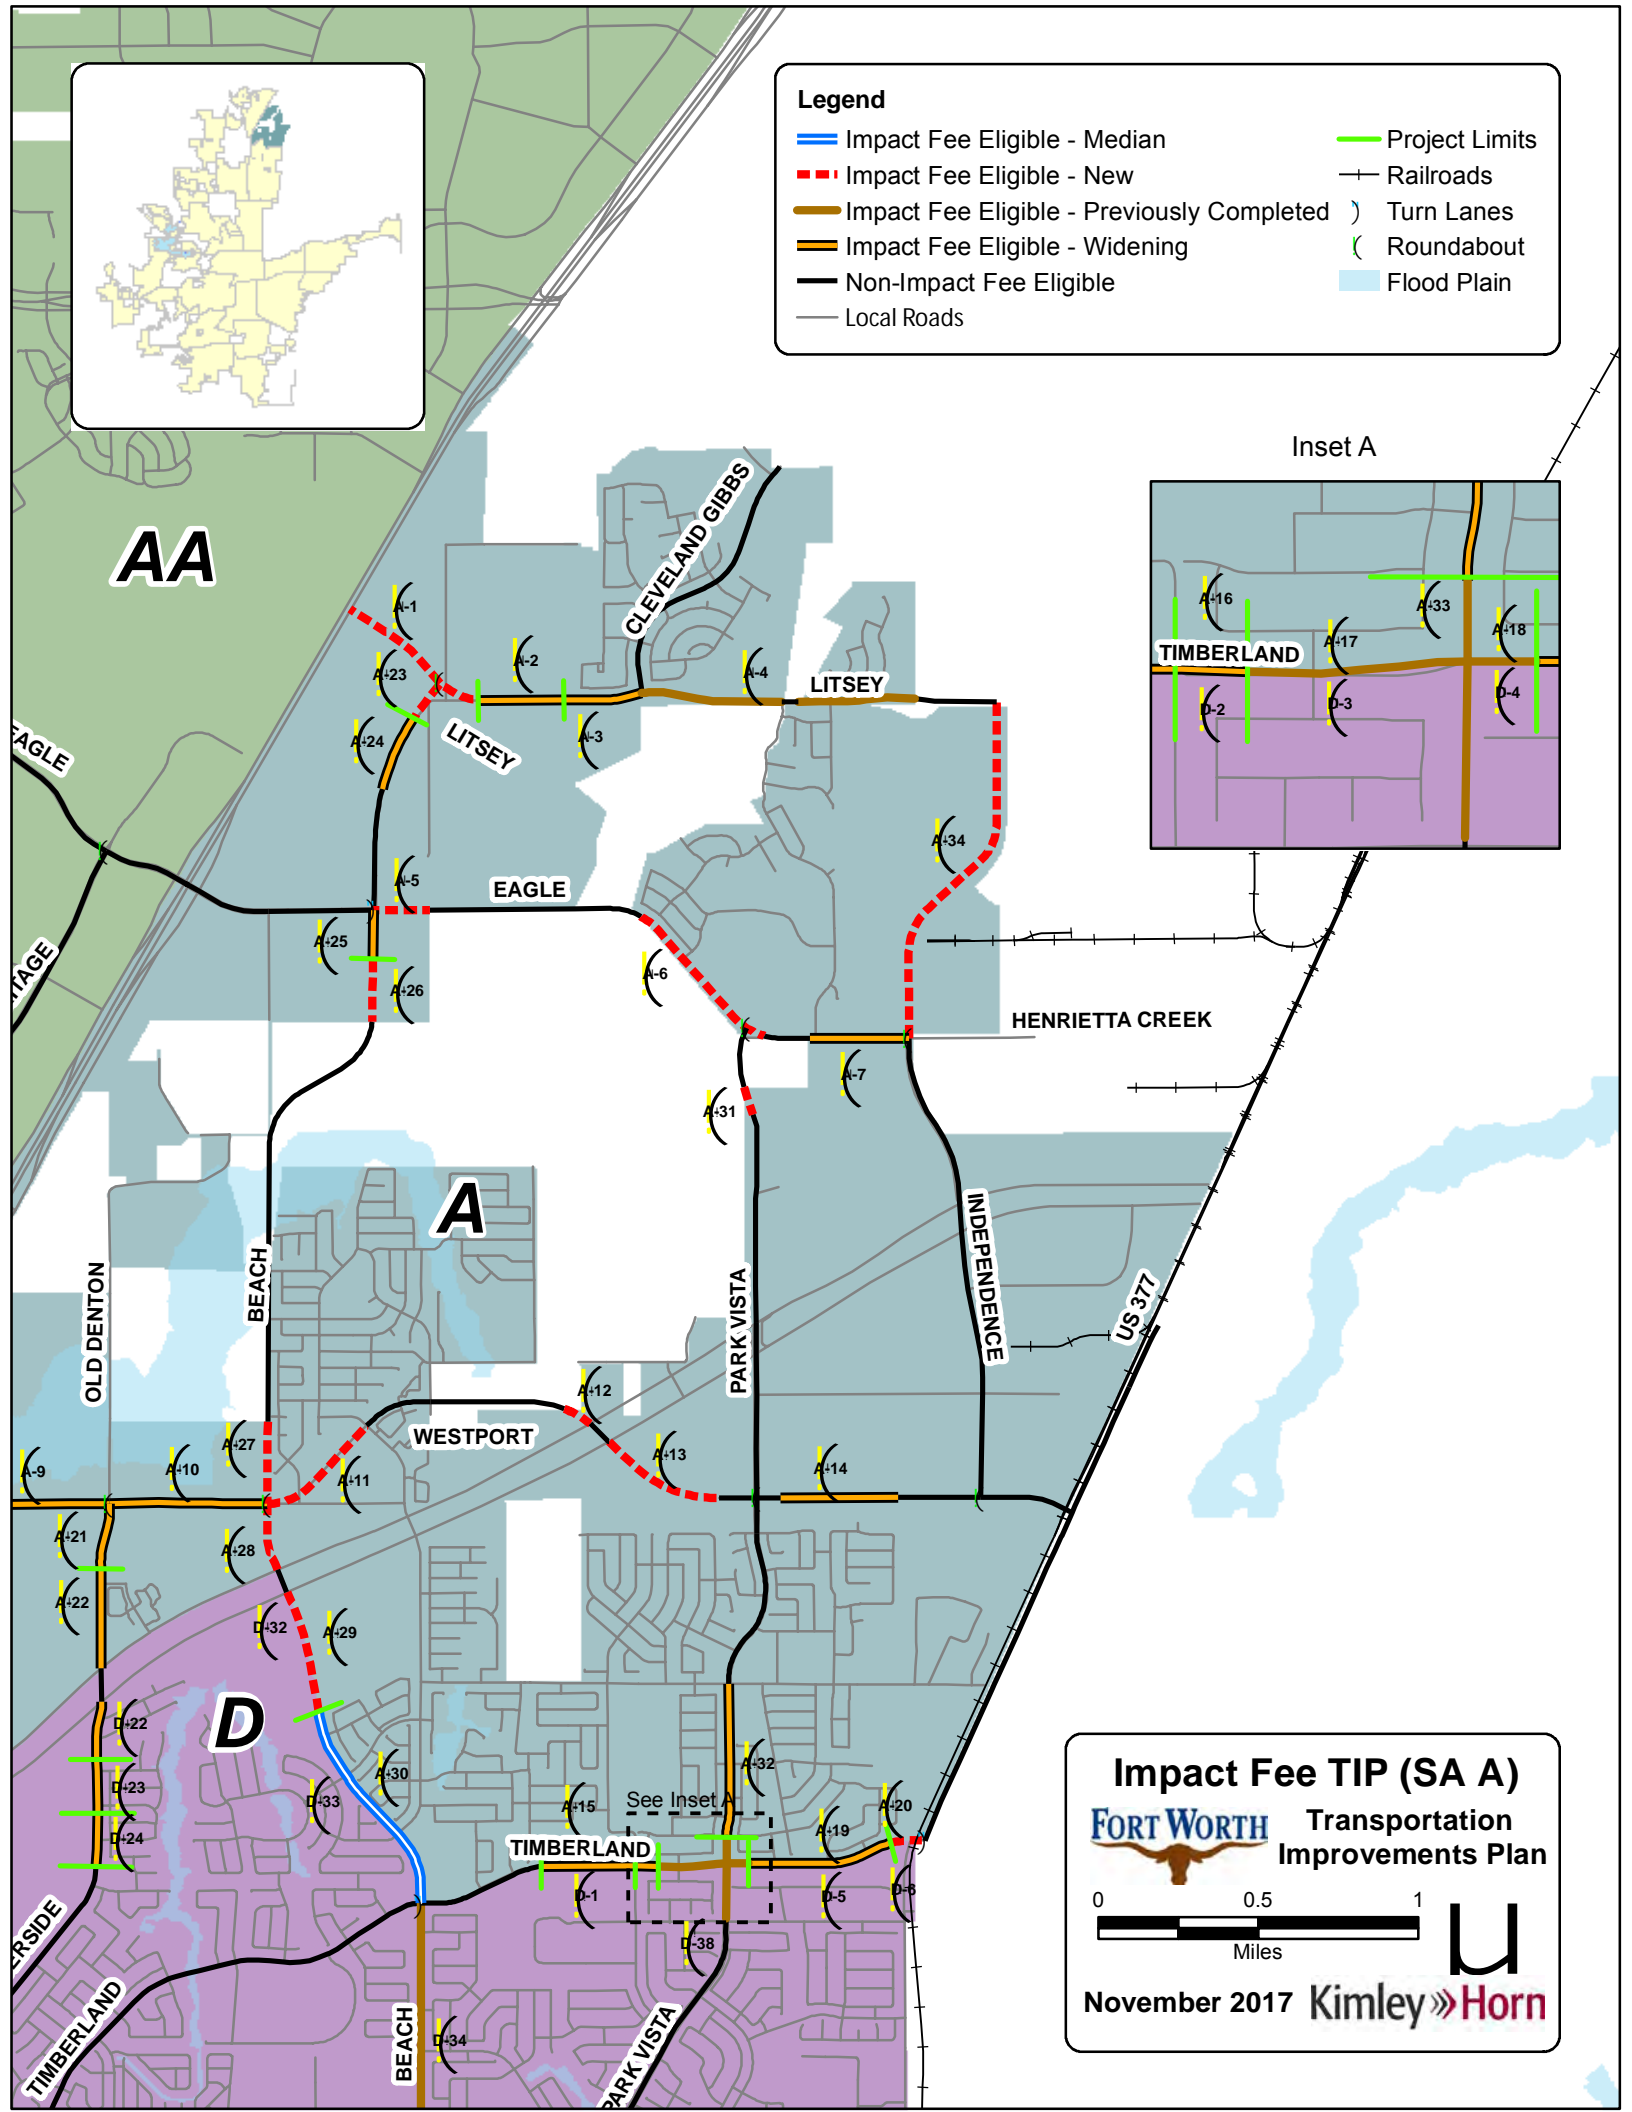 Legend
Impact Fee Eligible - Median
Impact Fee Eligible - New
Impact Fee Eligible - Previously Completed
Impact Fee Eligible - Widening
Non-Impact Fee Eligible
Local Roads
Project Limits
Railroads
Turn Lanes
Roundabout
Flood Plain
Inset A
A-16
A-33
A-17
A-18
TIMBERLAND
D-2
D-3
D-4
AA
CLEVELAND GIBBS
A-1
A-2
A-23
A-4
LITSEY
A-24
LITSEY
A-3
EAGLE
A-34
A-5
EAGLE
A-25
A-6
A-26
HENRIETTA CREEK
A-7
A-31
A
INDEPENDENCE
BEACH
OLD DENTON
PARK VISTA
US 377
A-12
A-27
WESTPORT
A-9
A-10
A-11
A-13
A-14
A-21
A-28
A-22
D-32
A-29
D
D-22
D-23
D-33
A-30
A-32
D-24
A-15
See Inset A
A-20
A-19
TIMBERLAND
D-1
D-5
D-6
D-38
ERSIDE
TIMBERLAND
BEACH
D-34
PARK VISTA
Impact Fee TIP (SA A)
FORT WORTH
Transportation
Improvements Plan
0 0.5 1
Miles
November 2017
Kimley»Horn